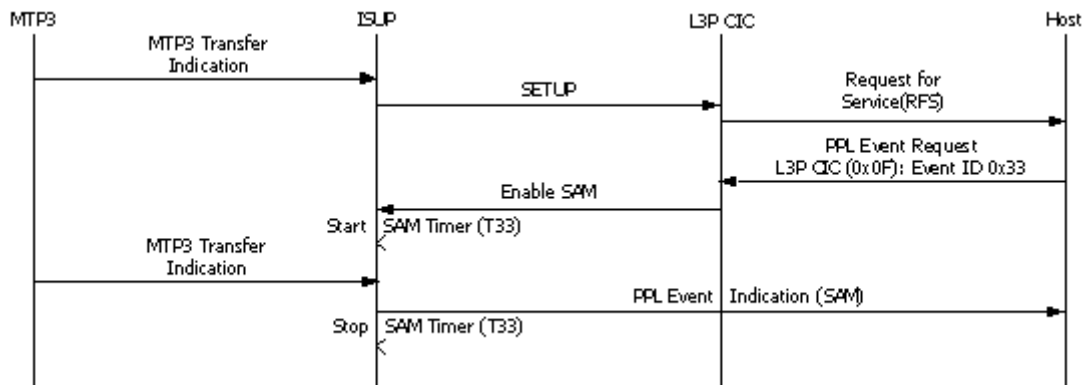 MTP3 ISUP L3P CIC Host
MTP3 Transfer
Indication
SETUP
Request for
Service(RFS)
PPL Event Request
L3P CIC (0x0F): Event ID 0x33
Enable SAM
Start SAM Timer (T33)
MTP3 Transfer
Indication
PPL Event Indication (SAM)
Stop SAM Timer (T33)